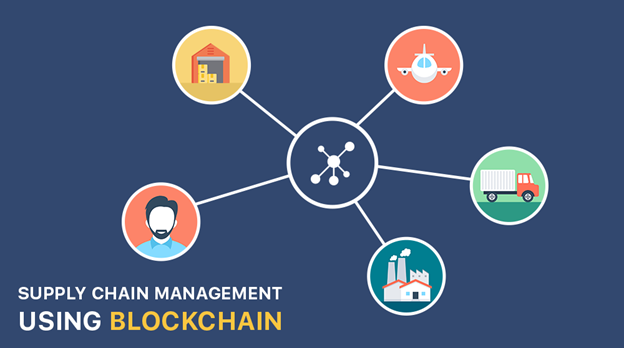 SUPPLY CHAIN MANAGEMENT
USING BLOCKCHAIN